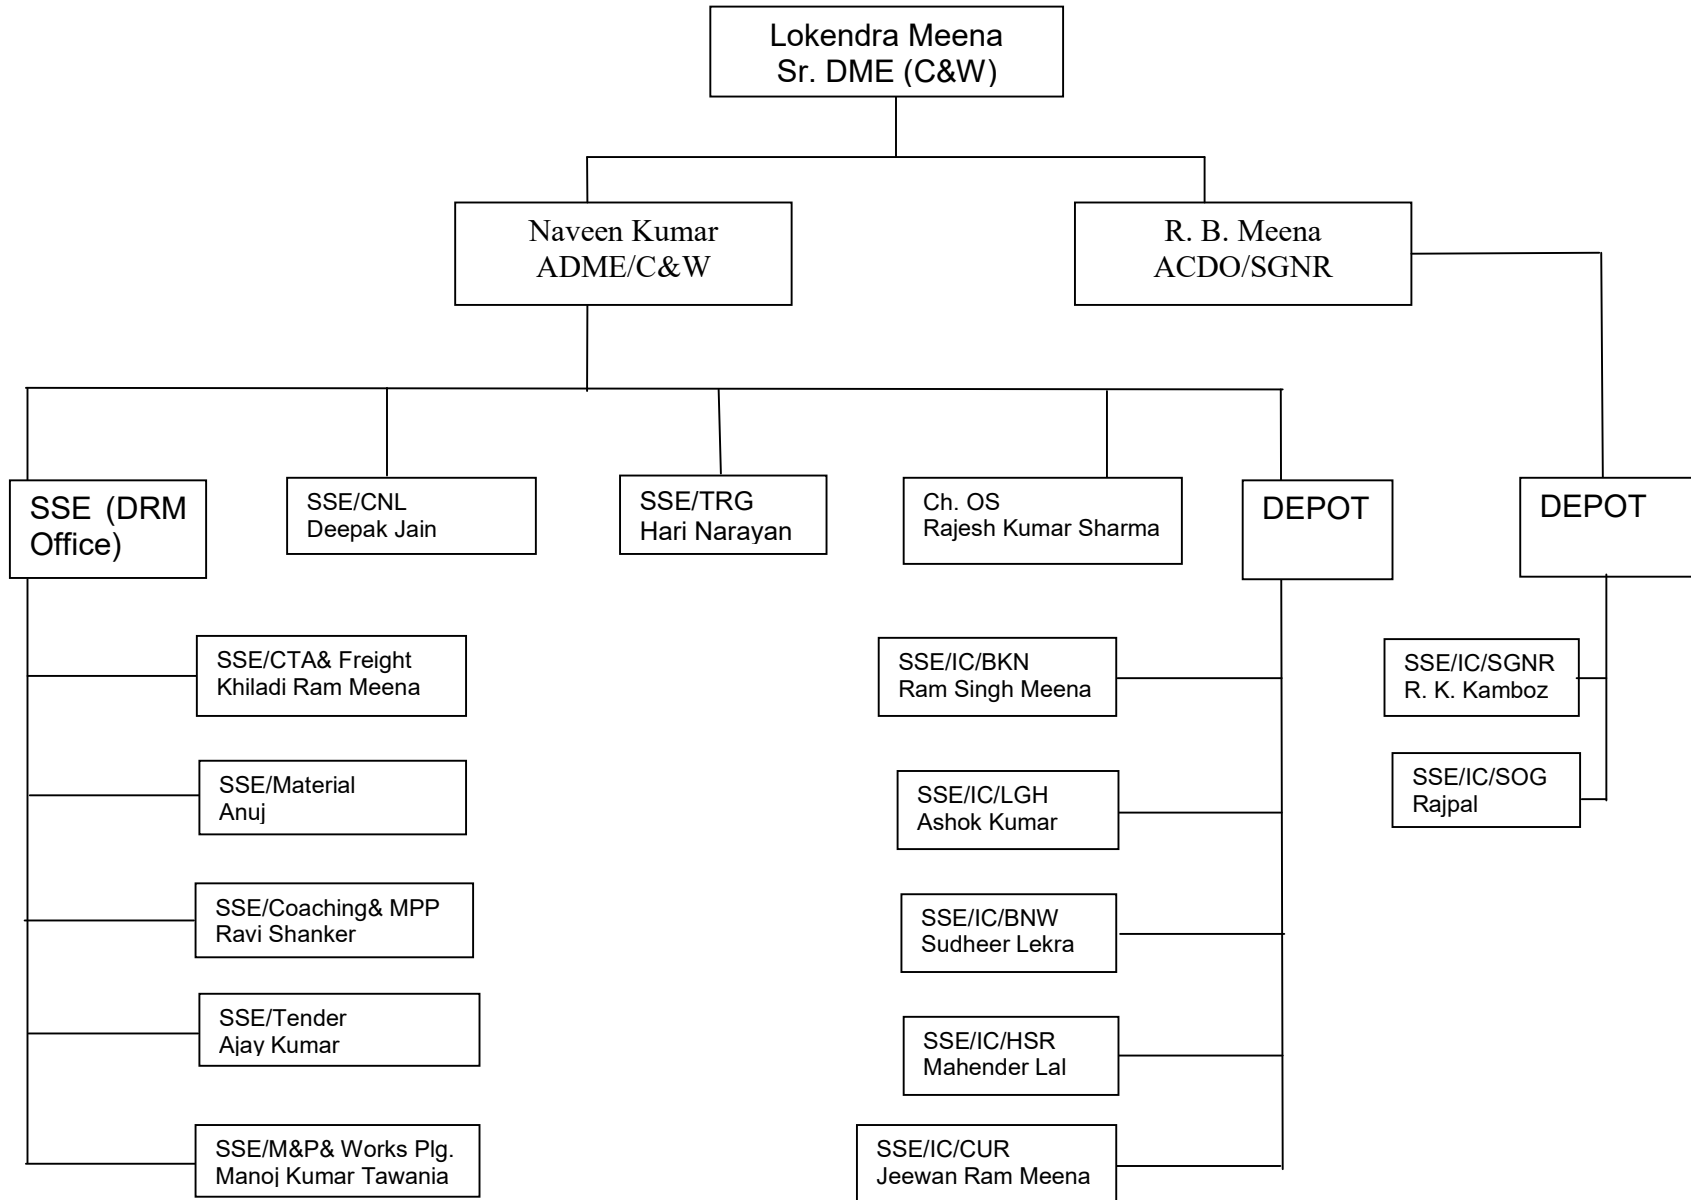 Lokendra Meena
Sr. DME (C&W)
Naveen Kumar
ADME/C&W
R. B. Meena
ACDO/SGNR
SSE (DRM
Office)
SSE/CNL
Deepak Jain
SSE/TRG
Hari Narayan
Ch. OS
Rajesh Kumar Sharma
DEPOT
DEPOT
SSE/CTA& Freight
Khiladi Ram Meena
SSE/Material
Anuj
SSE/Coaching& MPP
Ravi Shanker
SSE/Tender
Ajay Kumar
SSE/M&P& Works Plg.
Manoj Kumar Tawania
SSE/IC/BKN
Ram Singh Meena
SSE/IC/LGH
Ashok Kumar
SSE/IC/BNW
Sudheer Lekra
SSE/IC/HSR
Mahender Lal
SSE/IC/CUR
Jeewan Ram Meena
SSE/IC/SGNR
R. K. Kamboz
SSE/IC/SOG
Rajpal